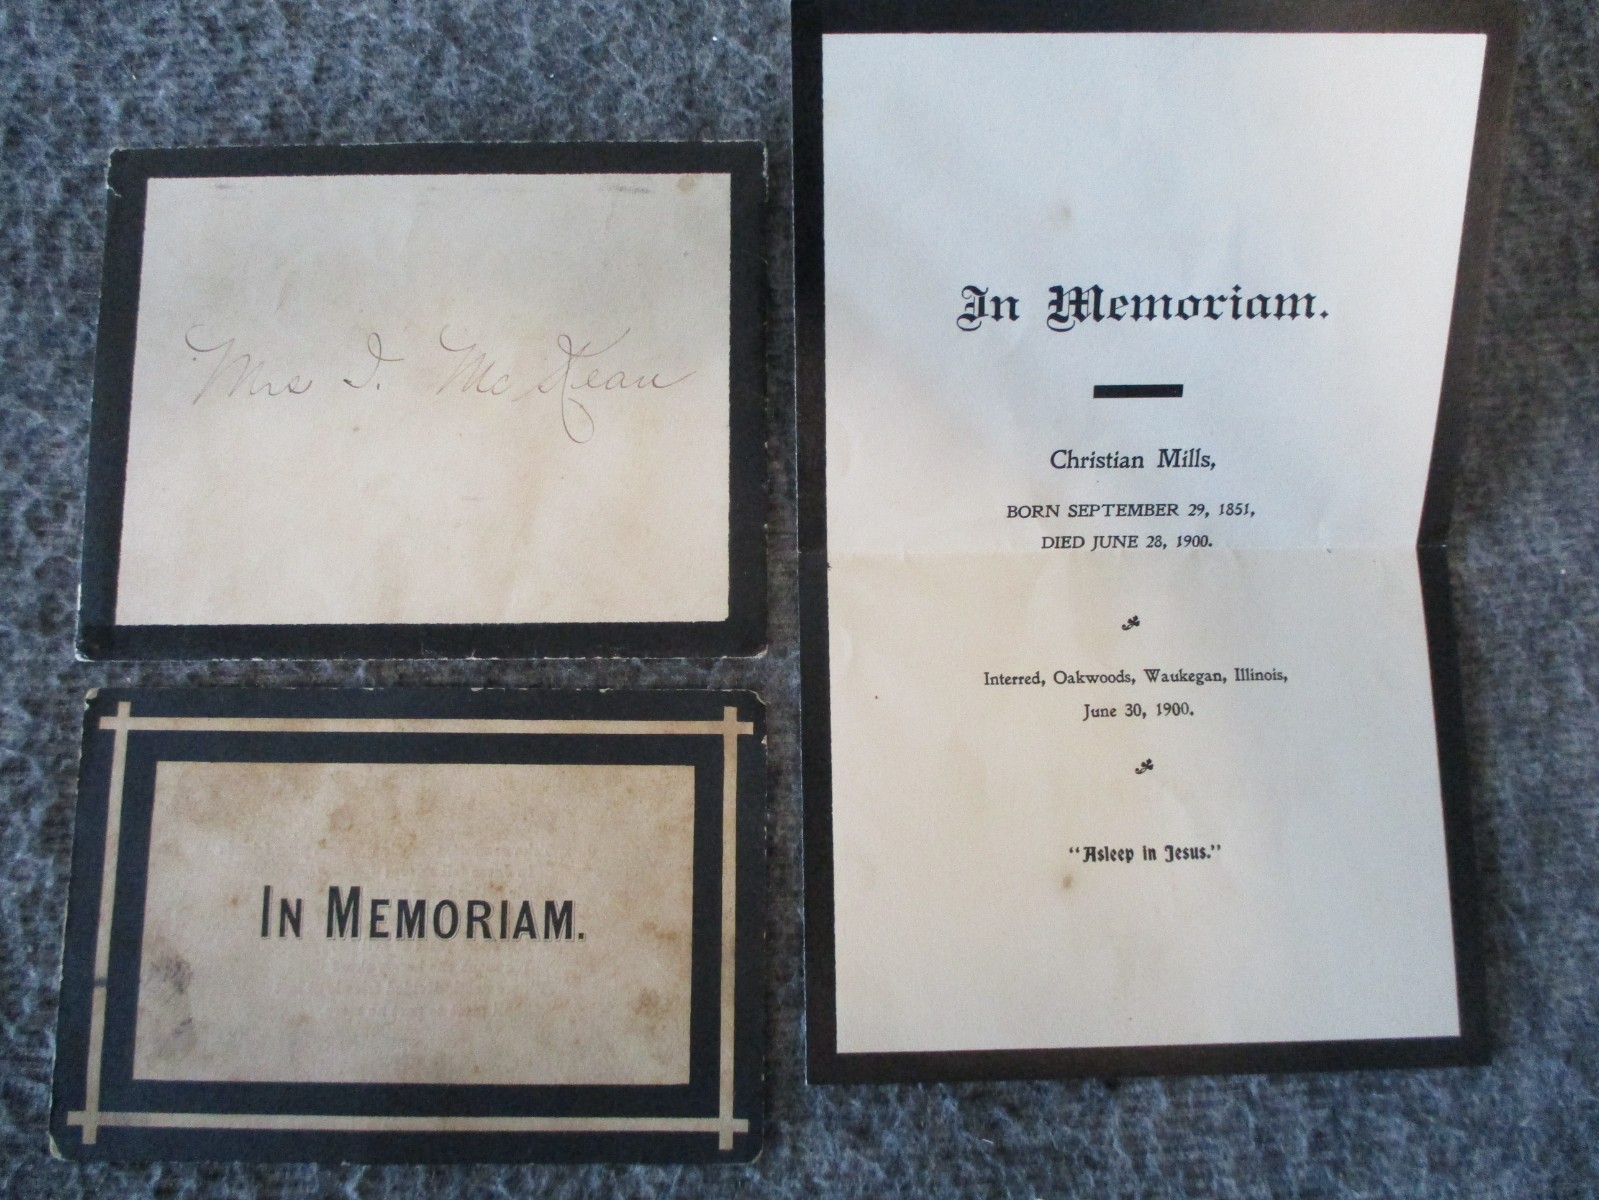 Mrs I. McKean
IN MEMORIAM.
In Memoriam.
Christian Mills,
BORN SEPTEMBER 29, 1851,
DIED JUNE 28, 1900.
Interred, Oakwoods, Waukegan, Illinois,
June 30, 1900.
“Asleep in Jesus.”